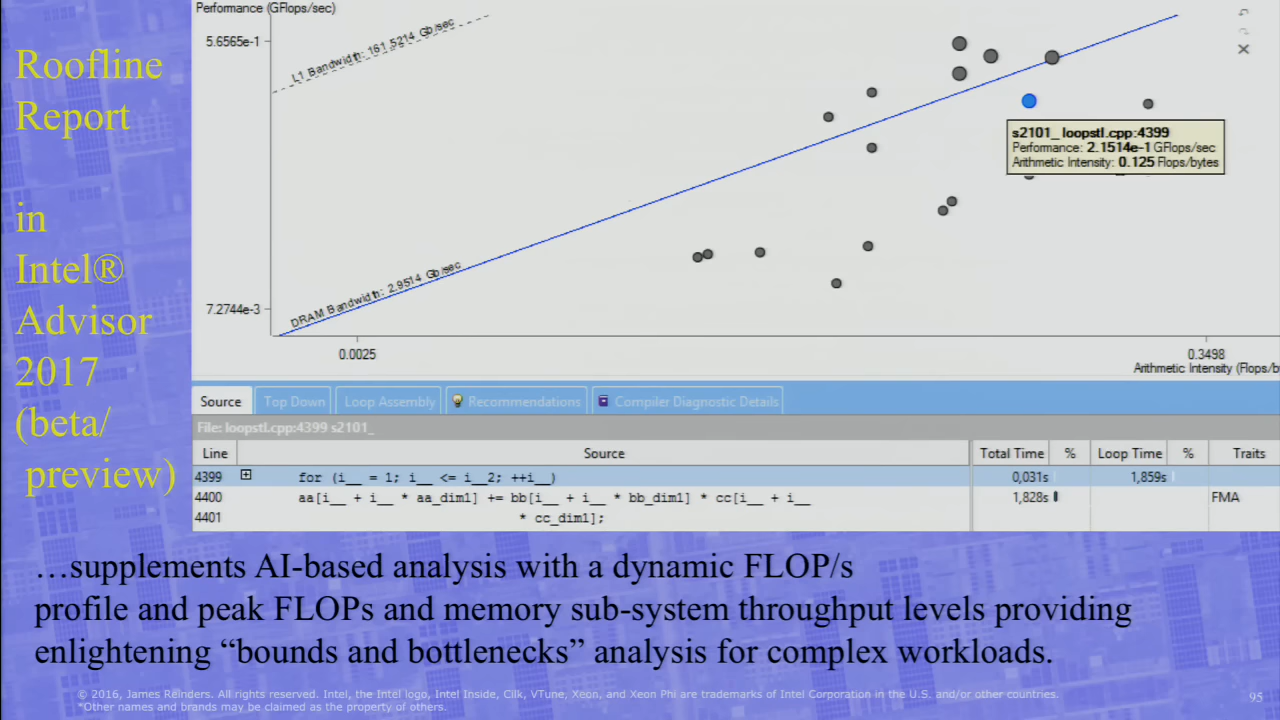 Roofline
Report
in
Intel®
Advisor
2017
(beta/
preview)
Performance (GFlops/sec)
5.6565e-1
L1 Bandwidth: 161.5214 Gb/sec
s2101_ loopstl.cpp:4399
Performance: 2.1514e-1 GFlops/sec
Arithmetic Intensity: 0.125 Flops/bytes
DRAM Bandwidth: 2.9514 Gb/sec
7.2744e-3
0.0025
0.3498
Arithmetic Intensity (Flops/b
Source Top Down Loop Assembly Recommendations Compiler Diagnostic Details
File: loopstl.cpp:4399 s2101_
Line Source Total Time % Loop Time % Traits
4399 for (i__ = 1; i__ <= i__2; ++i__) 0,031s 1,859s
4400 aa[i__ + i__ * aa_dim1] += bb[i__ + i__ * bb_dim1] * cc[i__ + i__ 1,828s FMA
4401 * cc_dim1];
…supplements AI-based analysis with a dynamic FLOP/s
profile and peak FLOPs and memory sub-system throughput levels providing
enlightening “bounds and bottlenecks” analysis for complex workloads.
© 2016, James Reinders. All rights reserved. Intel, the Intel logo, Intel Inside, Cilk, VTune, Xeon, and Xeon Phi are trademarks of Intel Corporation in the U.S. and/or other countries.
*Other names and brands may be claimed as the property of others.
95